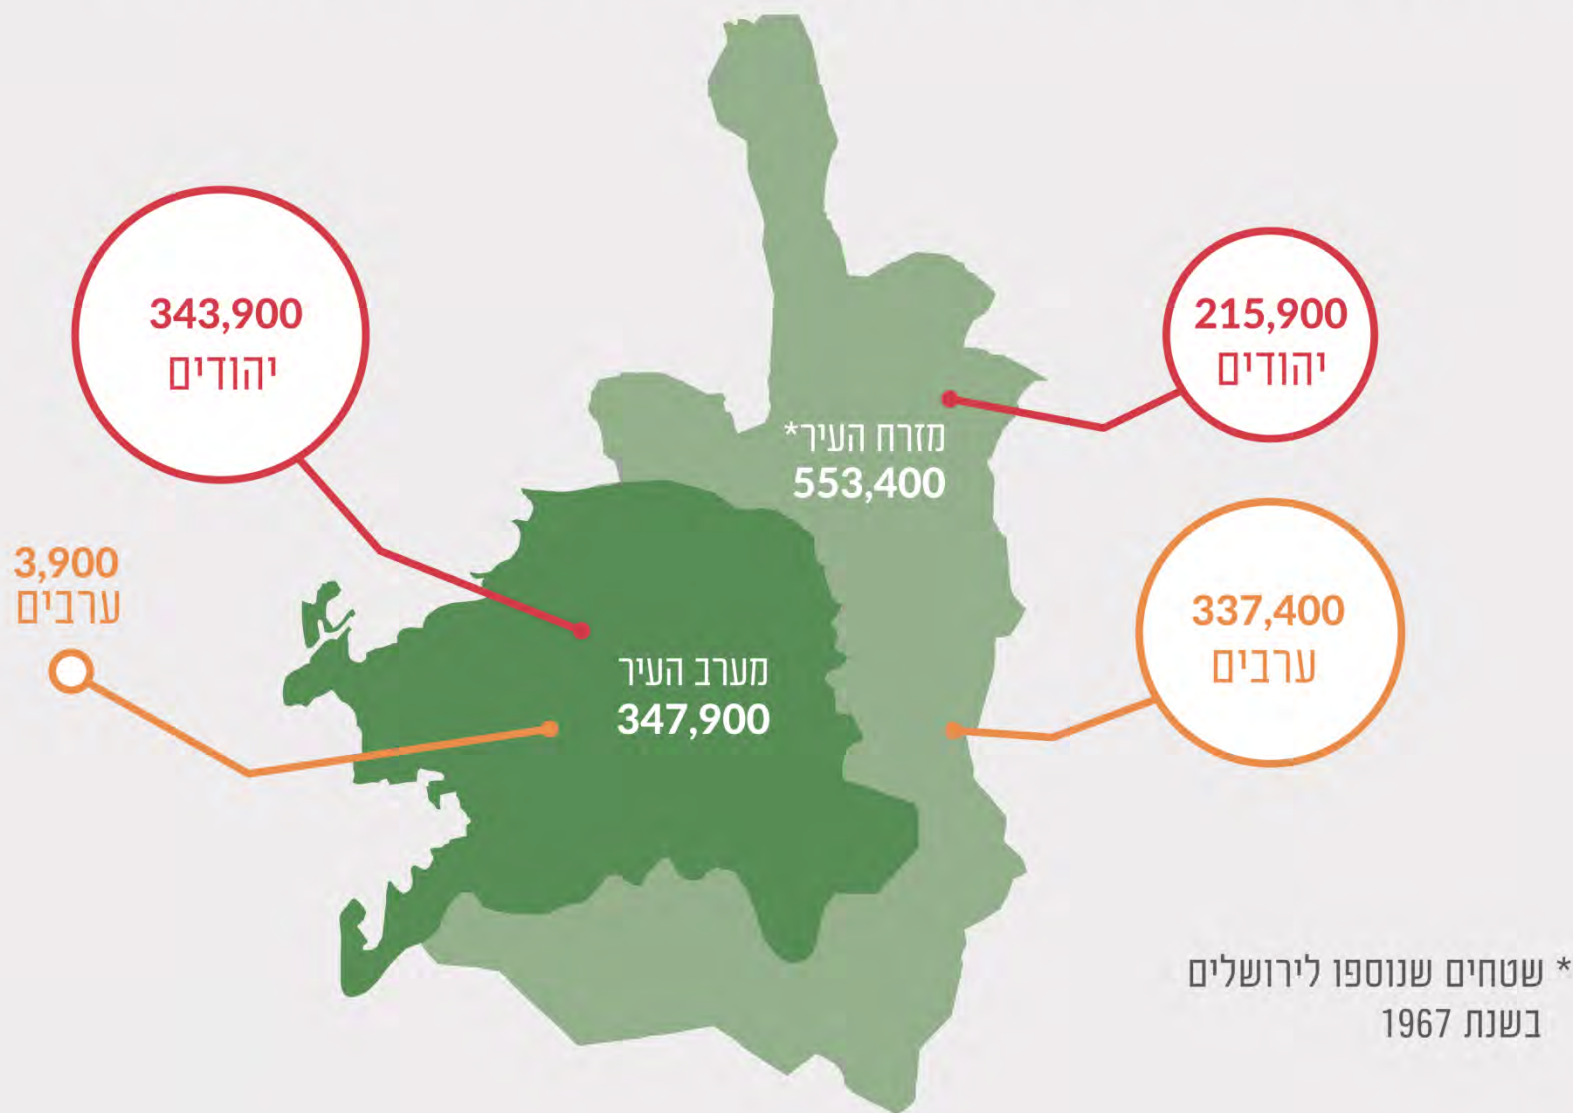 343,900
יהודים
215,900
יהודים
מזרח העיר*
553,400
3,900
ערבים
337,400
ערבים
מערב העיר
347,900
* שטחים שנוספו לירושלים
בשנת 1967